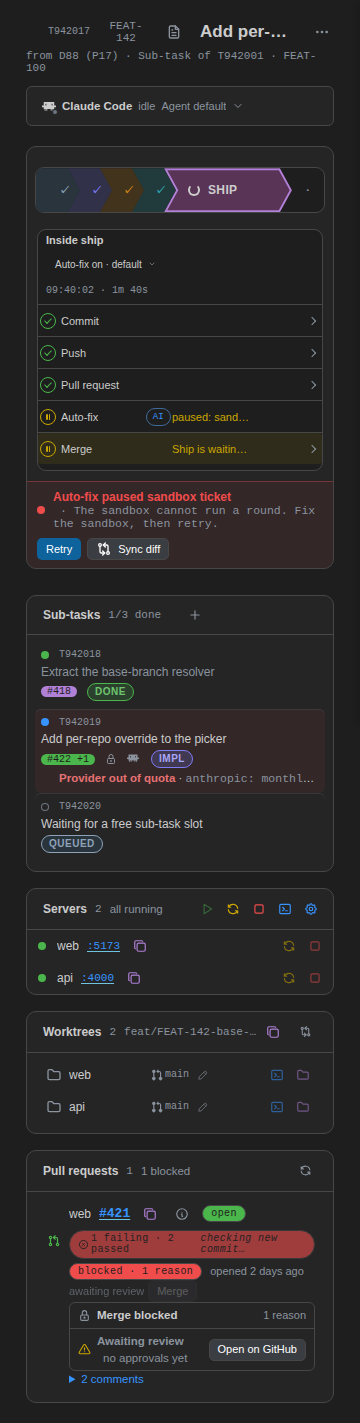 T942017 FEAT-142 Add per-…
from D88 (P17) · Sub-task of T942001 · FEAT-
100
Claude Code idle Agent default
SHIP
Inside ship
Auto-fix on · default
09:40:02 · 1m 40s
Commit
Push
Pull request
Auto-fix AI paused: sand…
Merge Ship is waitin…
Auto-fix paused sandbox ticket
· The sandbox cannot run a round. Fix
the sandbox, then retry.
Retry Sync diff
Sub-tasks 1/3 done
T942018
Extract the base-branch resolver
#418 DONE
T942019
Add per-repo override to the picker
#422 +1 IMPL
Provider out of quota · anthropic: monthl…
T942020
Waiting for a free sub-task slot
QUEUED
Servers 2 all running
web :5173
api :4000
Worktrees 2 feat/FEAT-142-base-…
web main
api main
Pull requests 1 1 blocked
web #421 open
1 failing · 2 passed checking new commit…
blocked · 1 reason opened 2 days ago
awaiting review Merge
Merge blocked 1 reason
Awaiting review
no approvals yet
Open on GitHub
2 comments